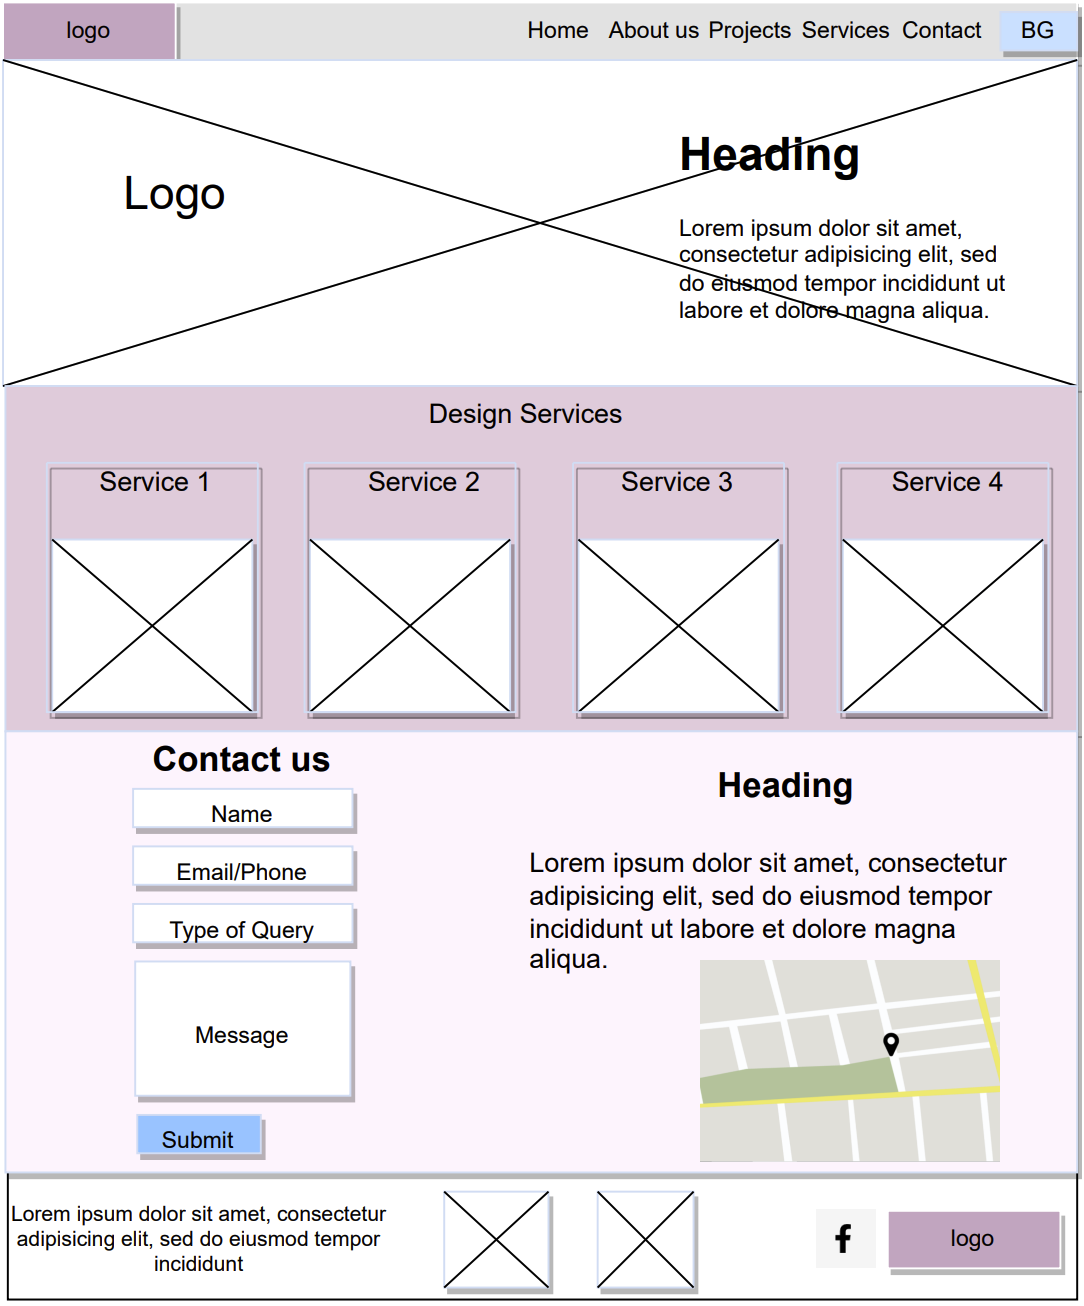 logo
Home About us Projects Services Contact BG
Logo
Heading
Lorem ipsum dolor sit amet,
consectetur adipisicing elit, sed
do eiusmod tempor incididunt ut
labore et dolore magna aliqua.
Design Services
Service 1
Service 2
Service 3
Service 4
Contact us
Name
Email/Phone
Type of Query
Message
Submit
Heading
Lorem ipsum dolor sit amet, consectetur
adipisicing elit, sed do eiusmod tempor
incididunt ut labore et dolore magna
aliqua.
Lorem ipsum dolor sit amet, consectetur
adipisicing elit, sed do eiusmod tempor
incididunt
f
logo